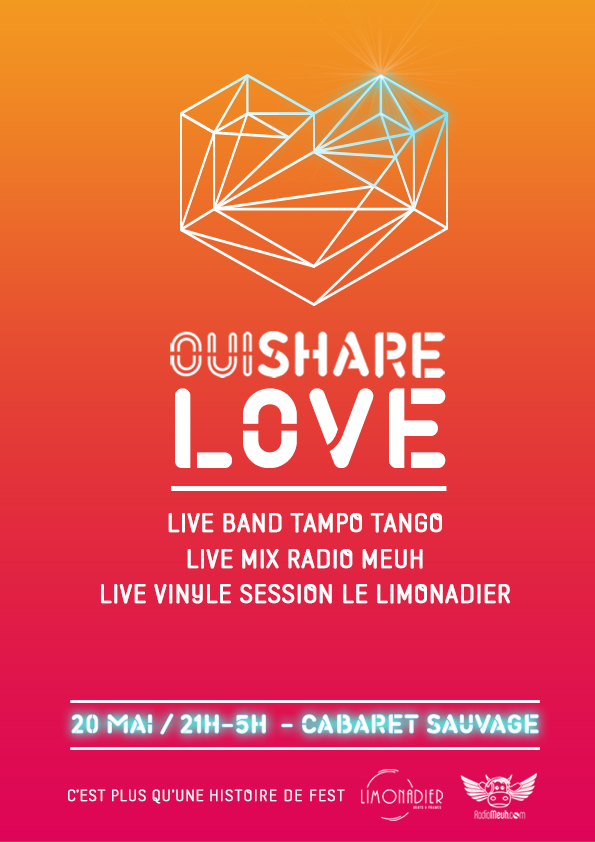 OUISHARE
LOVE
LIVE BAND TAMPO TANGO
LIVE MIX RADIO MEUH
LIVE VINYLE SESSION LE LIMONADIER
20 MAI / 21H-5H - CABARET SAUVAGE
C'EST PLUS QU'UNE HISTOIRE DE FEST
LIMONADIER
RadioMeuh.com